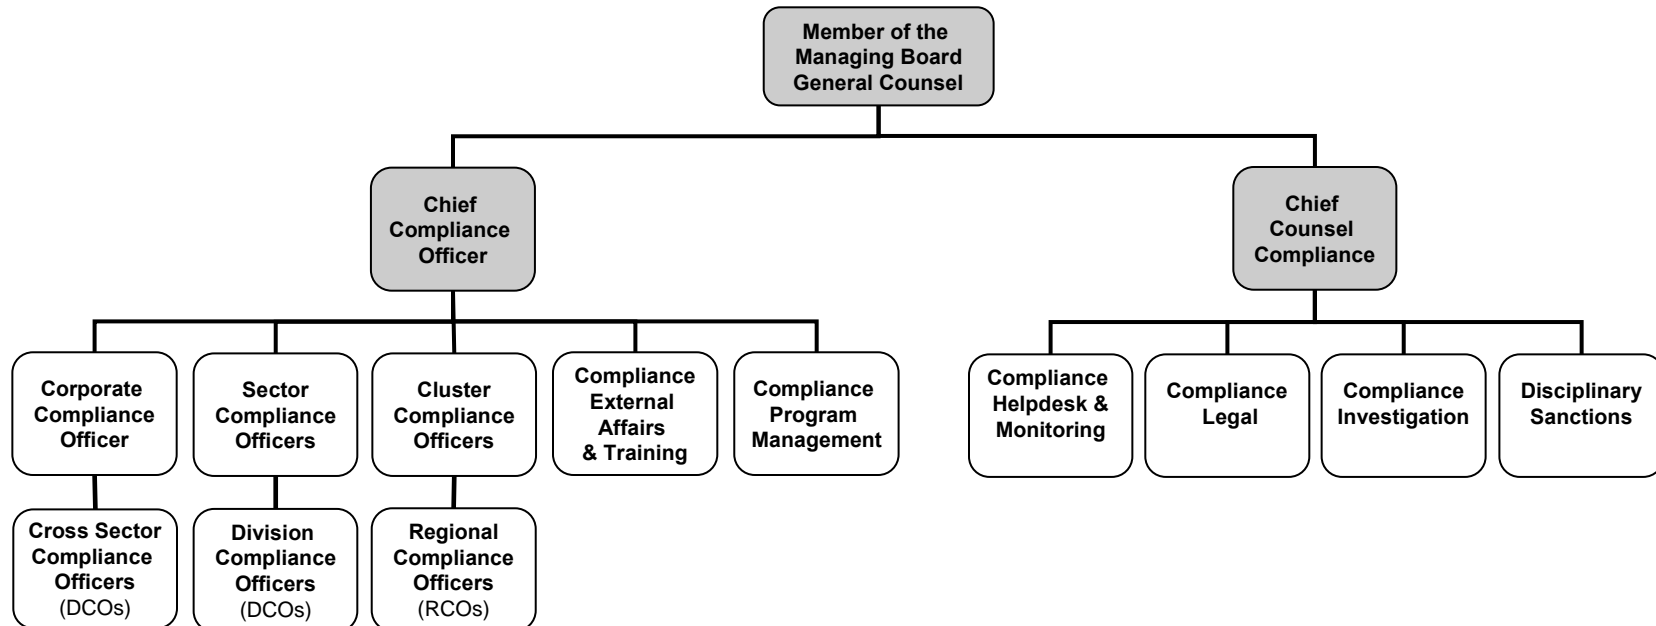 Member of the
Managing Board
General Counsel
Chief
Compliance
Officer
Chief
Counsel
Compliance
Corporate
Compliance
Officer
Sector
Compliance
Officers
Cluster
Compliance
Officers
Compliance
External
Affairs
& Training
Compliance
Program
Management
Compliance
Helpdesk &
Monitoring
Compliance
Legal
Compliance
Investigation
Disciplinary
Sanctions
Cross Sector
Compliance
Officers
(DCOs)
Division
Compliance
Officers
(DCOs)
Regional
Compliance
Officers
(RCOs)